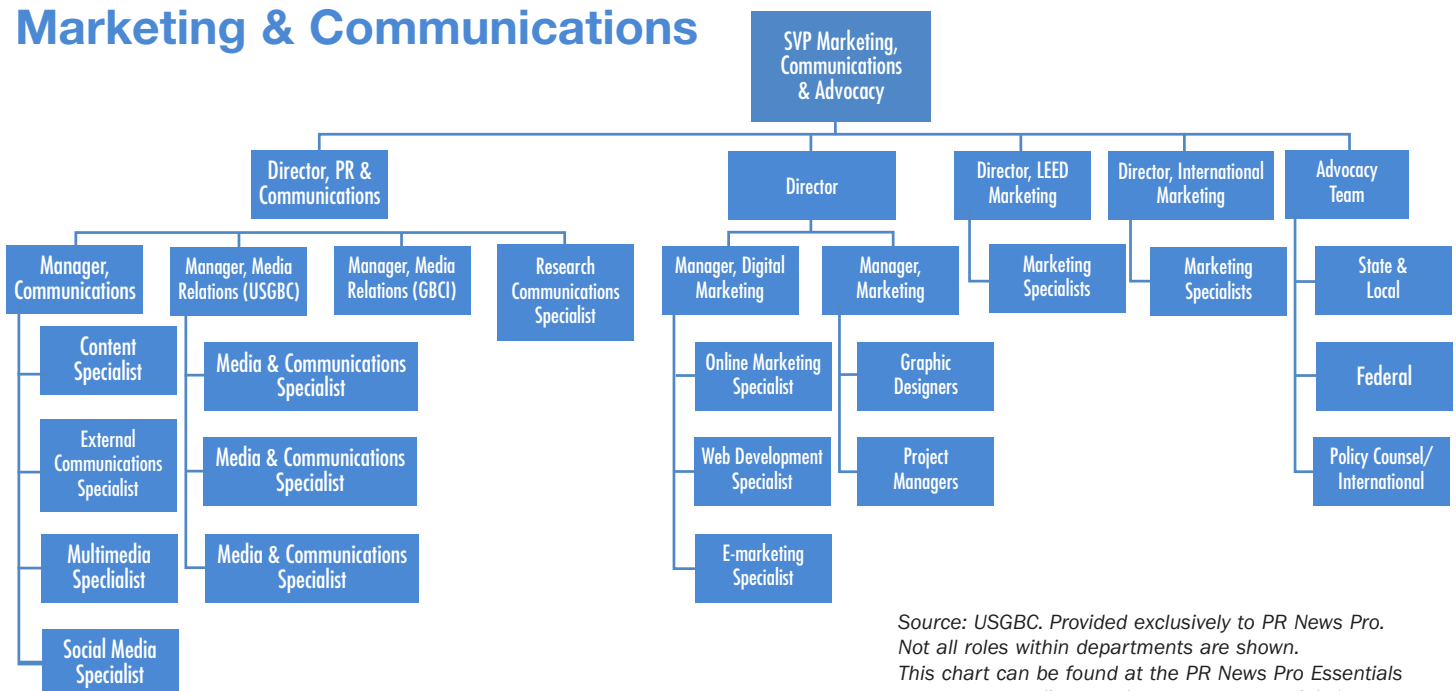 Marketing & Communications
SVP Marketing,
Communications
& Advocacy
Director, PR &
Communications
Director
Director, LEED
Marketing
Director, International
Marketing
Advocacy
Team
Manager,
Communications
Manager, Media
Relations (USGBC)
Manager, Media
Relations (GBCI)
Research
Communications
Specialist
Manager, Digital
Marketing
Manager,
Marketing
Marketing
Specialists
Marketing
Specialists
State &
Local
Content
Specialist
Media & Communications
Specialist
Online Marketing
Specialist
Graphic
Designers
Federal
External
Communications
Specialist
Media & Communications
Specialist
Web Development
Specialist
Project
Managers
Policy Counsel/
International
Multimedia
Speclialist
Media & Communications
Specialist
E-marketing
Specialist
Social Media
Specialist
Source: USGBC. Provided exclusively to PR News Pro.
Not all roles within departments are shown.
This chart can be found at the PR News Pro Essentials